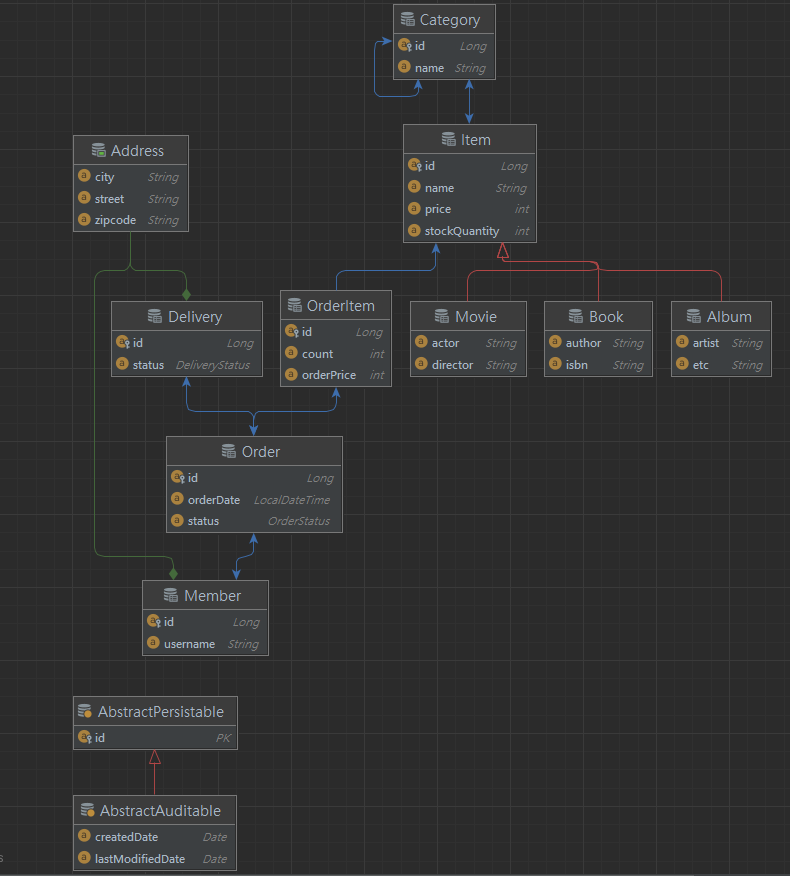 Category
id Long
name String
Item
id Long
name String
price int
stockQuantity int
Address
city String
street String
zipcode String
Delivery
id Long
status DeliveryStatus
OrderItem
id Long
count int
orderPrice int
Movie
actor String
director String
Book
author String
isbn String
Album
artist String
etc String
Order
id Long
orderDate LocalDateTime
status OrderStatus
Member
id Long
username String
AbstractPersistable
id PK
AbstractAuditable
createdDate Date
lastModifiedDate Date